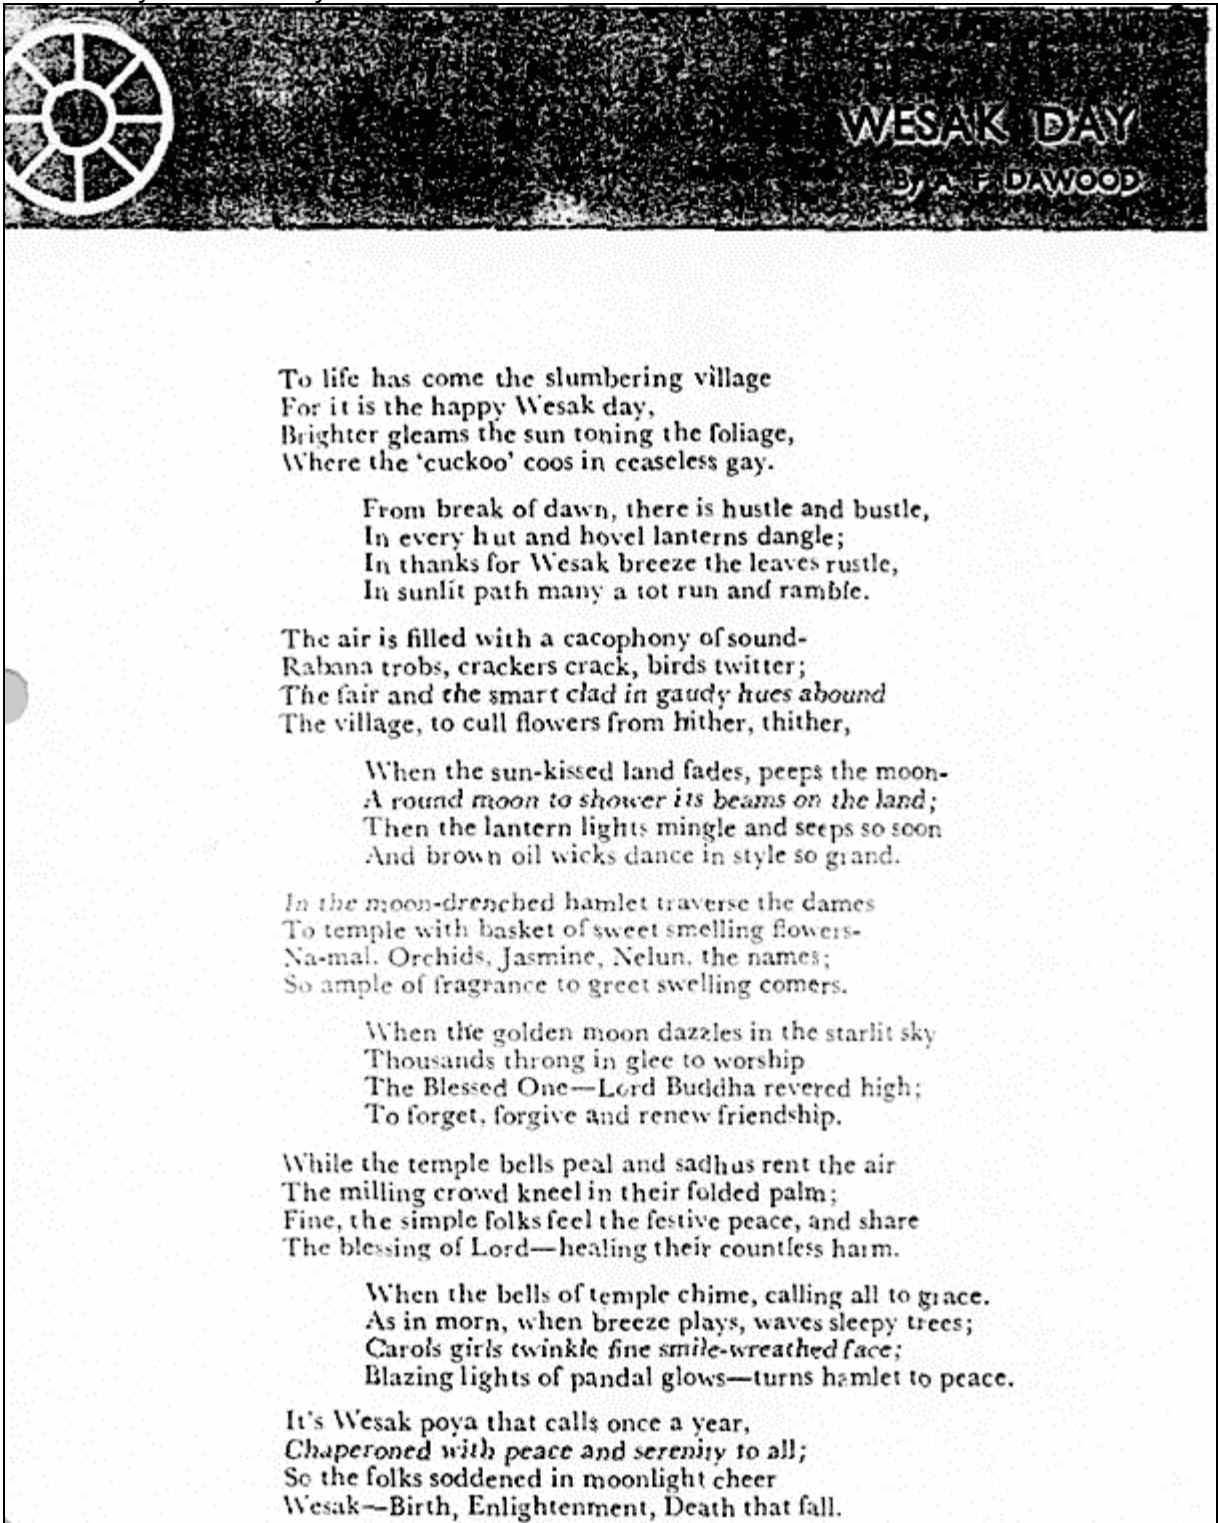 WESAK DAY
By A. F. DAWOOD
To life has come the slumbering village
For it is the happy Wesak day,
Brighter gleams the sun toning the foliage,
Where the 'cuckoo' coos in ceaseless gay.
From break of dawn, there is hustle and bustle,
In every hut and hovel lanterns dangle;
In thanks for Wesak breeze the leaves rustle,
In sunlit path many a tot run and ramble.
The air is filled with a cacophony of sound-
Rabana trobs, crackers crack, birds twitter;
The fair and the smart clad in gaudy hues abound
The village, to cull flowers from hither, thither,
When the sun-kissed land fades, peeps the moon-
A round moon to shower its beams on the land;
Then the lantern lights mingle and seeps so soon
And brown oil wicks dance in style so grand.
In the moon-drenched hamlet traverse the dames
To temple with basket of sweet smelling flowers-
Na-mal, Orchids, Jasmine, Nelun, the names;
So ample of fragrance to greet swelling comers.
When the golden moon dazzles in the starlit sky
Thousands throng in glee to worship
The Blessed One—Lord Buddha revered high;
To forget, forgive and renew friendship.
While the temple bells peal and sadhus rent the air
The milling crowd kneel in their folded palm;
Fine, the simple folks feel the festive peace, and share
The blessing of Lord—healing their countless harm.
When the bells of temple chime, calling all to grace.
As in morn, when breeze plays, waves sleepy trees;
Carols girls twinkle fine smile-wreathed face;
Blazing lights of pandal glows—turns hamlet to peace.
It's Wesak poya that calls once a year,
Chaperoned with peace and serenity to all;
So the folks soddened in moonlight cheer
Wesak—Birth, Enlightenment, Death that fall.